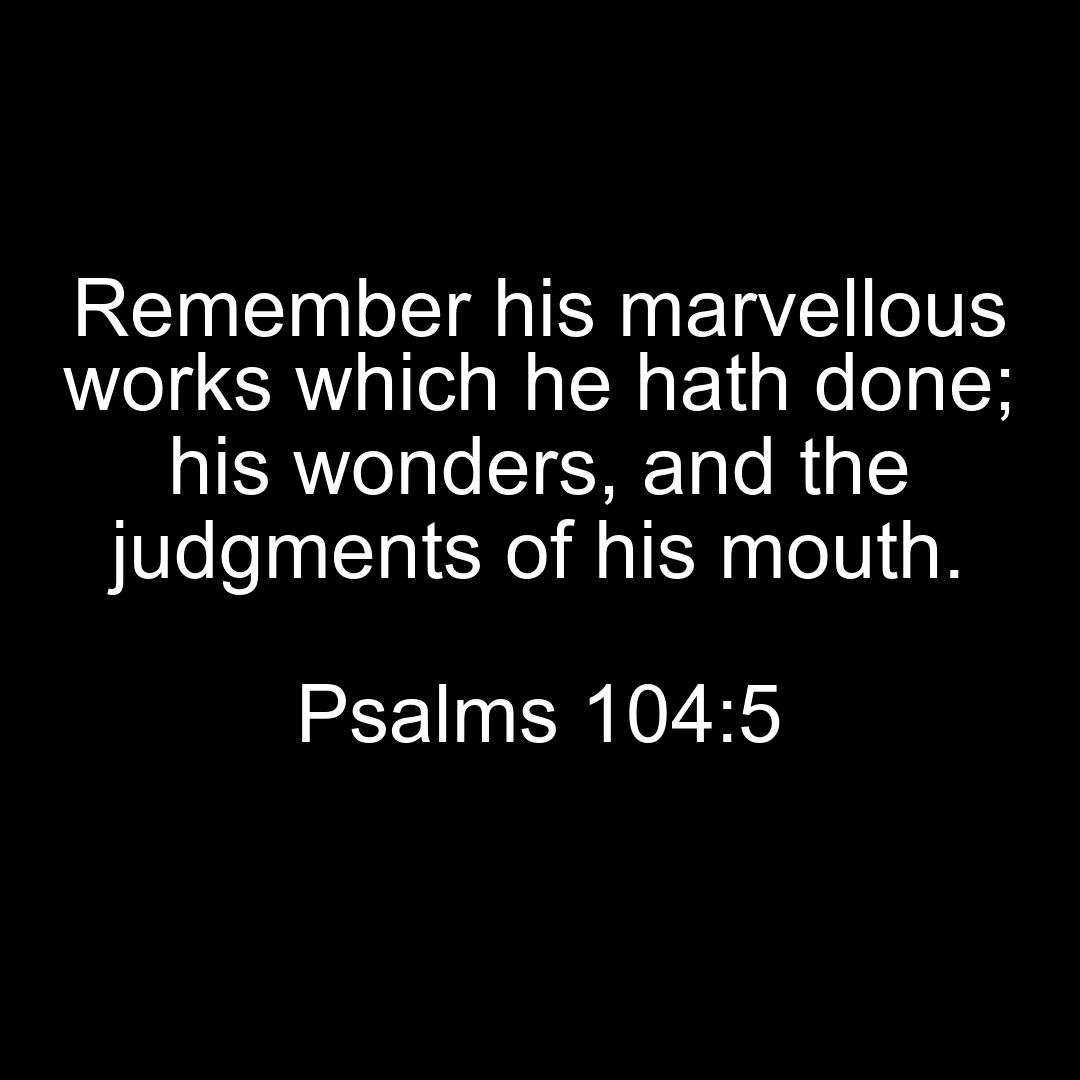 Remember his marvellous
works which he hath done;
his wonders, and the
judgments of his mouth.
Psalms 104:5